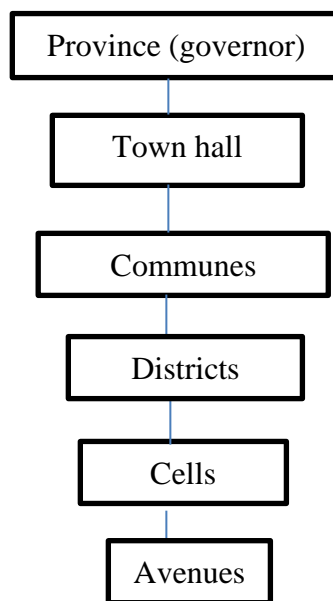 Province (governor)
Town hall
Communes
Districts
Cells
Avenues